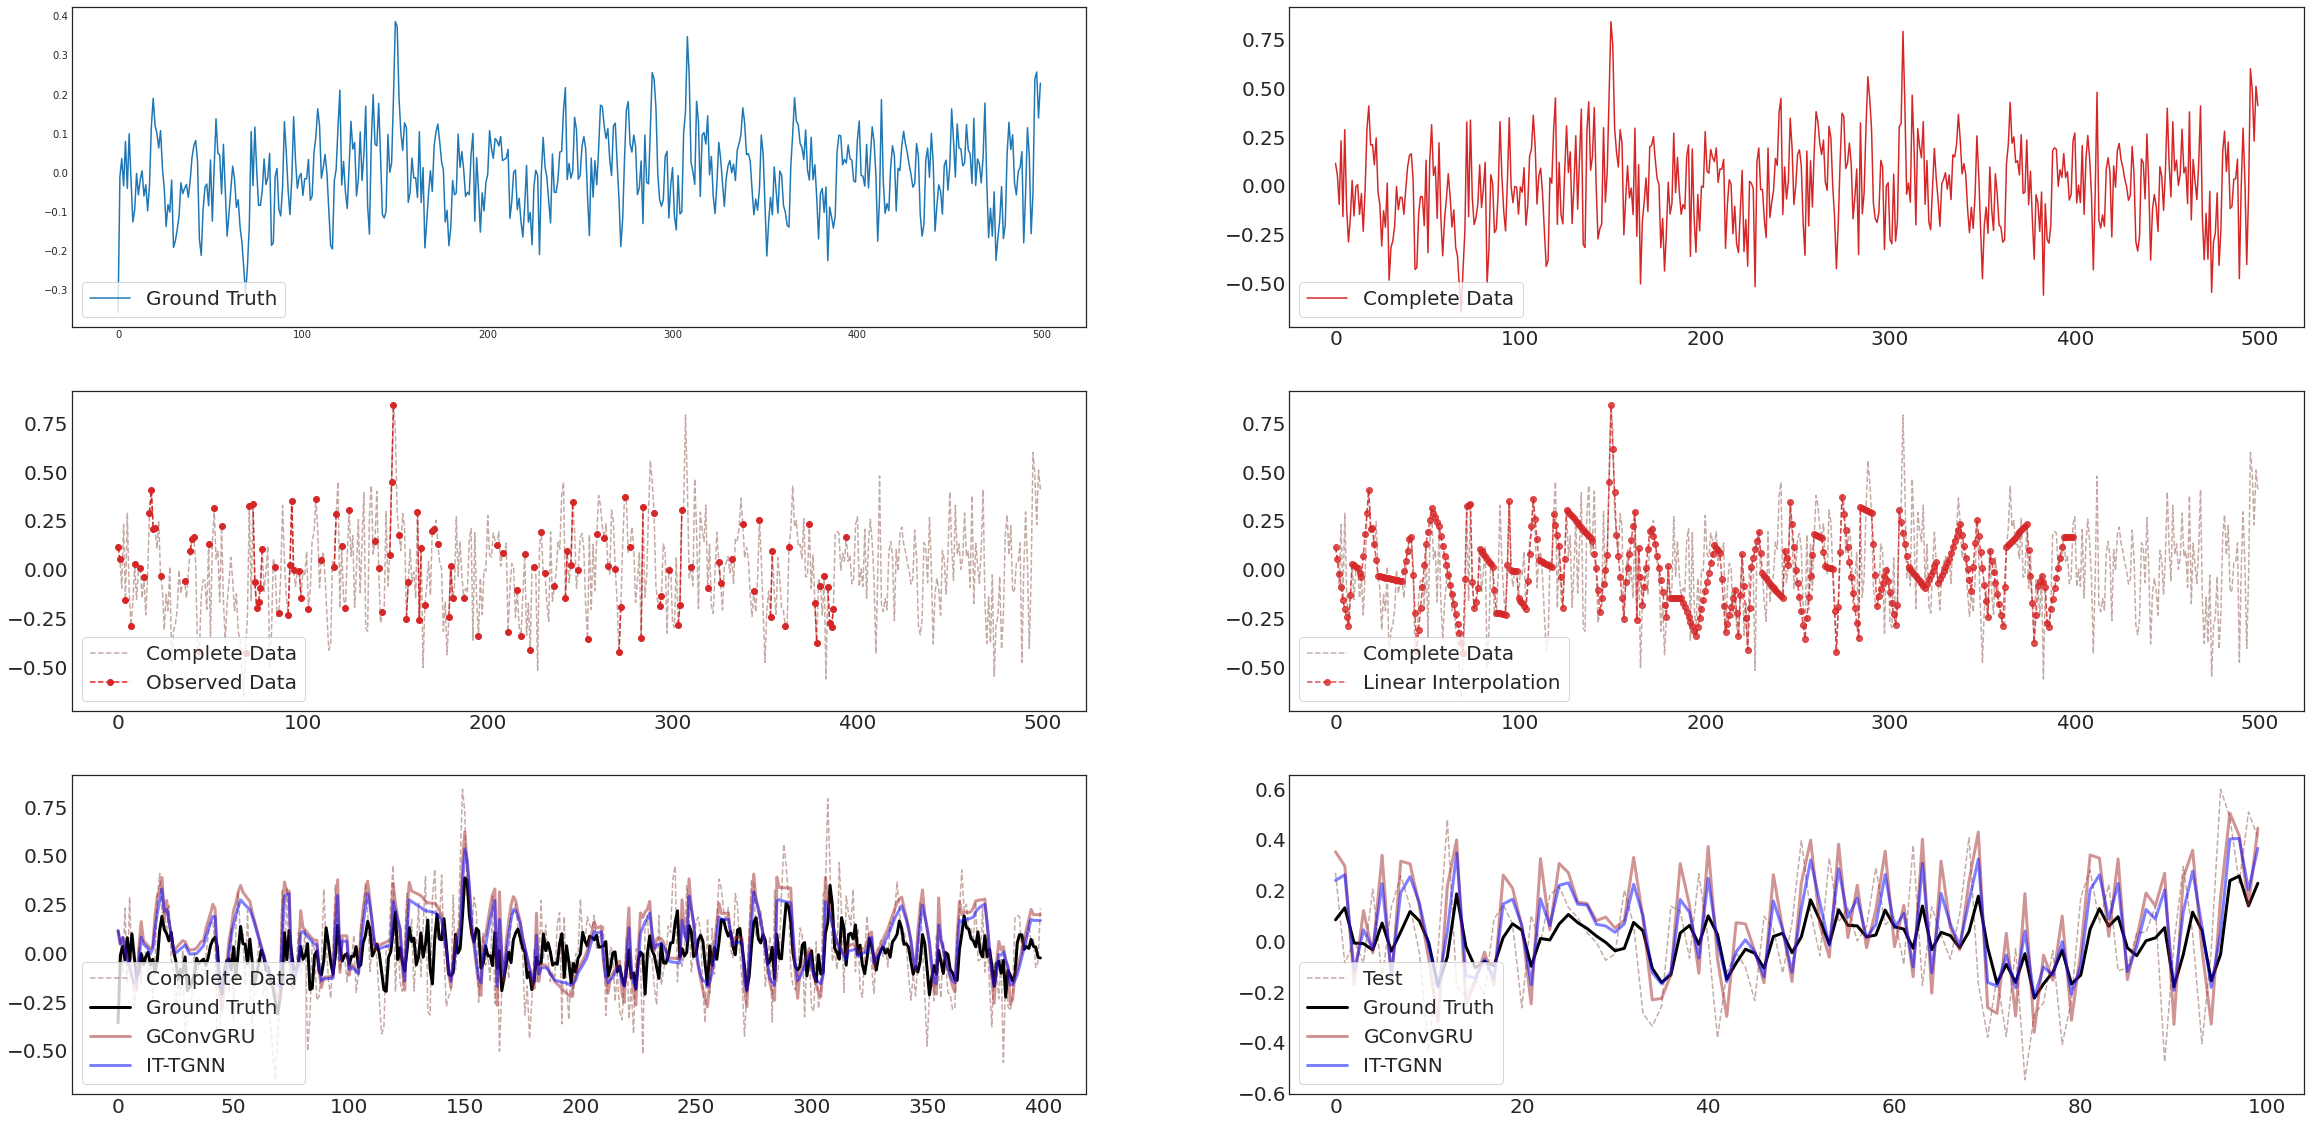 0.4
0.3
0.2
0.1
0.0
−0.1
−0.2
−0.3
Ground Truth
0 100 200 300 400 500
0.75
0.50
0.25
0.00
−0.25
−0.50
Complete Data
0 100 200 300 400 500
0.75
0.50
0.25
0.00
−0.25
−0.50
Complete Data
Observed Data
0 100 200 300 400 500
0.75
0.50
0.25
0.00
−0.25
−0.50
Complete Data
Linear Interpolation
0 100 200 300 400 500
0.75
0.50
0.25
0.00
−0.25
−0.50
Complete Data
Ground Truth
GConvGRU
IT-TGNN
0 50 100 150 200 250 300 350 400
0.6
0.4
0.2
0.0
−0.2
−0.4
−0.6
Test
Ground Truth
GConvGRU
IT-TGNN
0 20 40 60 80 100